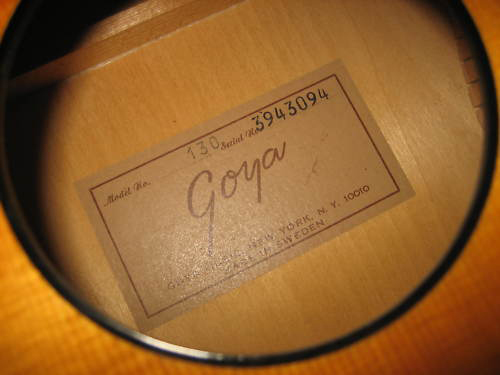 Model No. 130 Serial No. 3943094
Goya
NEW YORK, N. Y. 10010
SWEDEN.